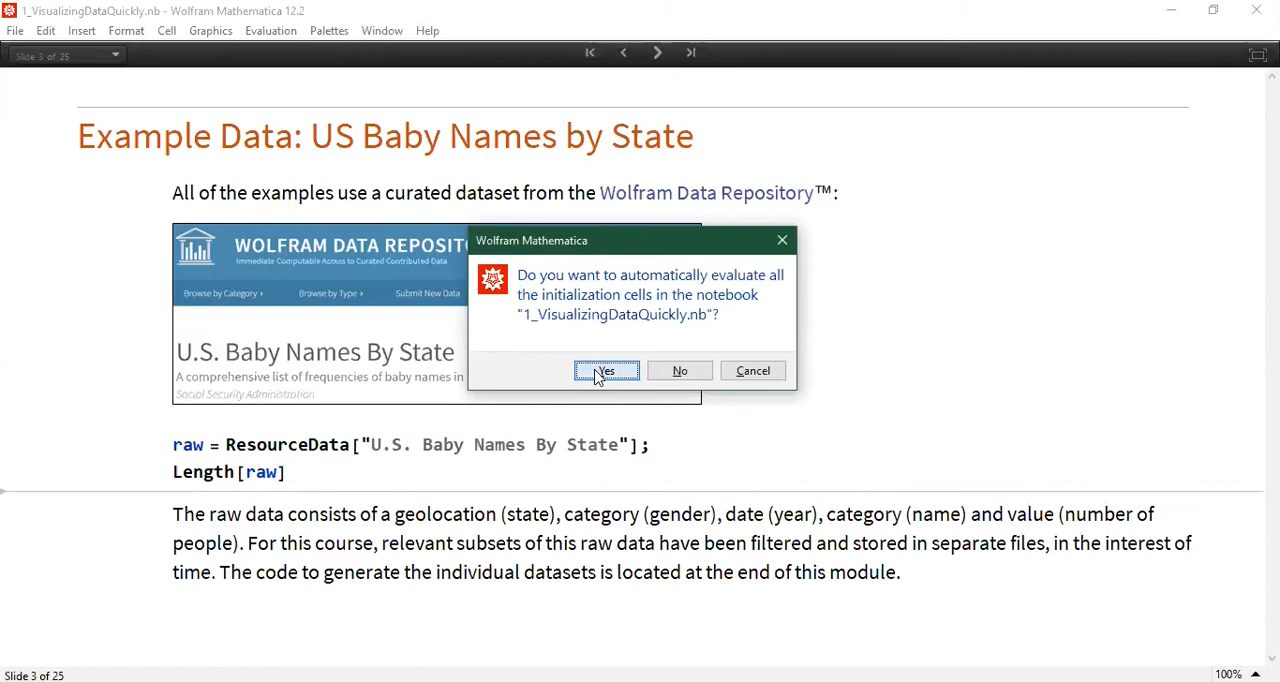 1_VisualizingDataQuickly.nb - Wolfram Mathematica 12.2
File Edit Insert Format Cell Graphics Evaluation Palettes Window Help
Slide 3 of 25
Example Data: US Baby Names by State
All of the examples use a curated dataset from the Wolfram Data Repository™:
WOLFRAM DATA REPOSIT
Immediate Computable Access to Curated Contributed Data
Browse by Category › Browse by Type › Submit New Data
U.S. Baby Names By State
A comprehensive list of frequencies of baby names in
Social Security Administration
Wolfram Mathematica
Do you want to automatically evaluate all
the initialization cells in the notebook
"1_VisualizingDataQuickly.nb"?
Yes No Cancel
raw = ResourceData["U.S. Baby Names By State"];
Length[raw]
The raw data consists of a geolocation (state), category (gender), date (year), category (name) and value (number of
people). For this course, relevant subsets of this raw data have been filtered and stored in separate files, in the interest of
time. The code to generate the individual datasets is located at the end of this module.
Slide 3 of 25
100%